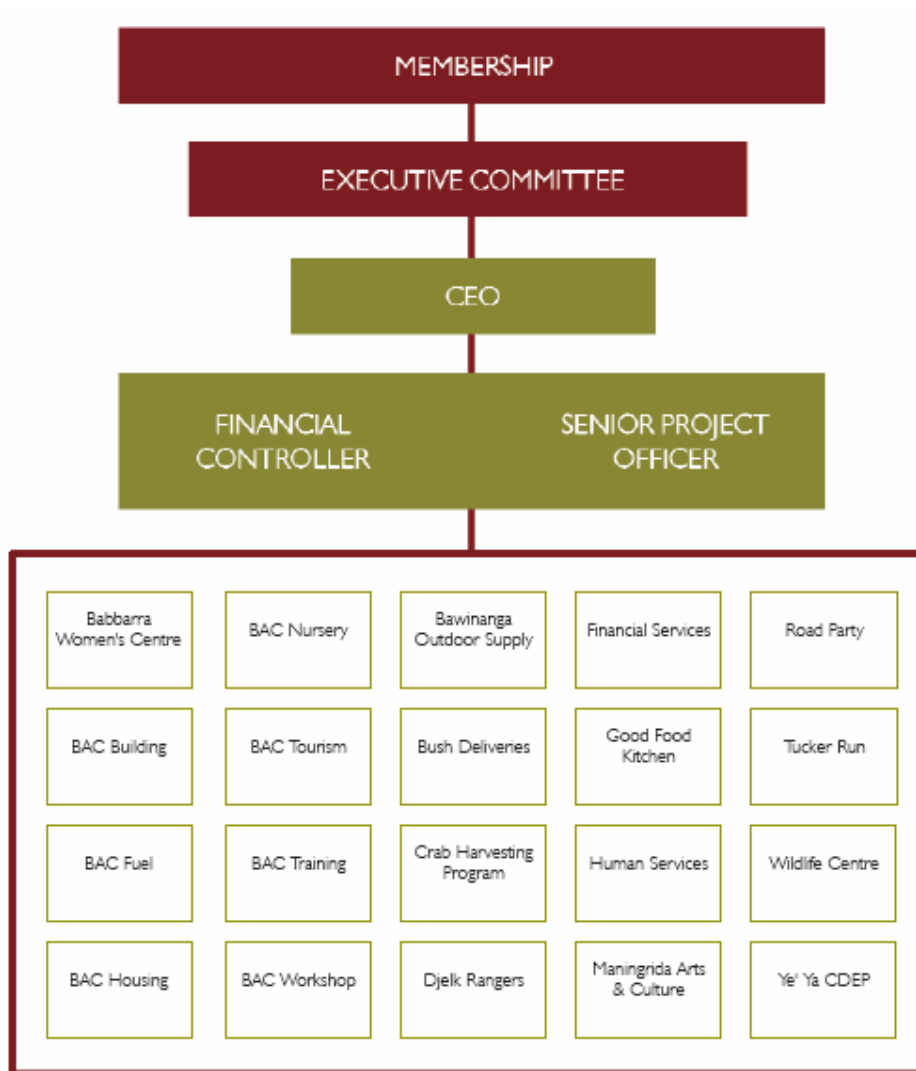 MEMBERSHIP
EXECUTIVE COMMITTEE
CEO
FINANCIAL
CONTROLLER
SENIOR PROJECT
OFFICER
Babbarra
Women's Centre
BAC Nursery
Bawinanga
Outdoor Supply
Financial Services
Road Party
BAC Building
BAC Tourism
Bush Deliveries
Good Food
Kitchen
Tucker Run
BAC Fuel
BAC Training
Crab Harvesting
Program
Human Services
Wildlife Centre
BAC Housing
BAC Workshop
Djelk Rangers
Maningrida Arts
& Culture
Ye' Ya CDEP